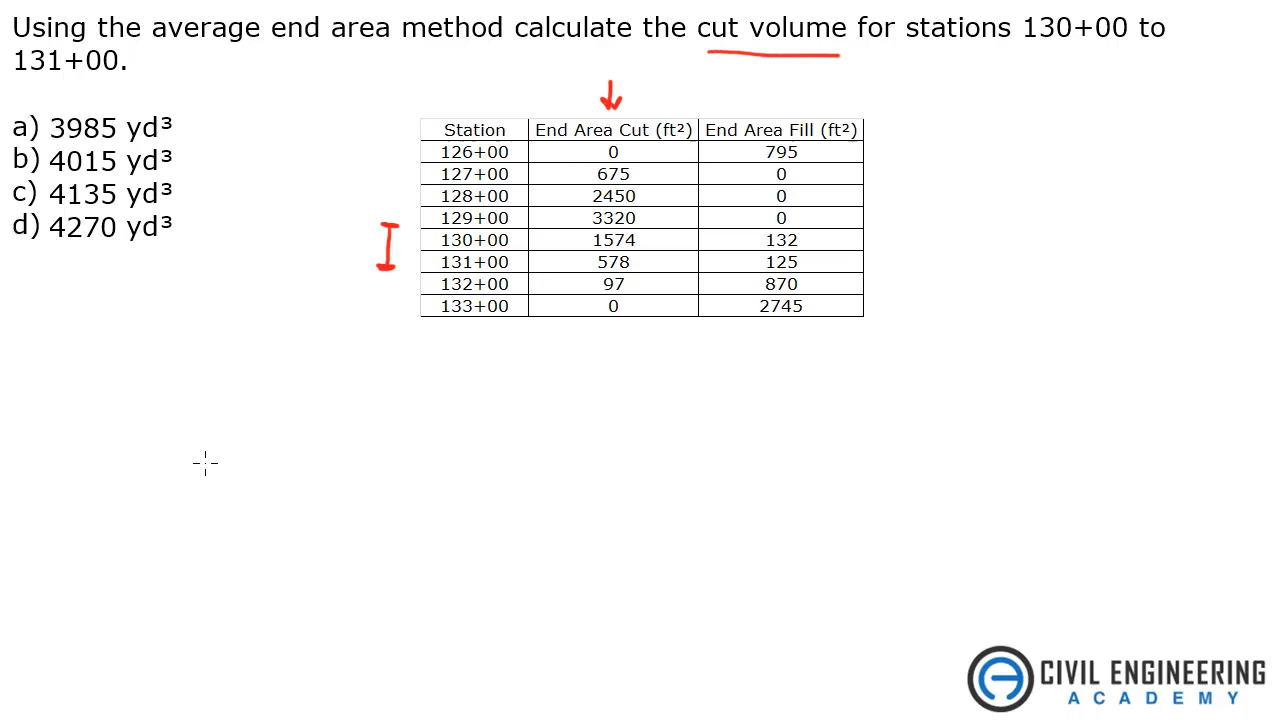 Using the average end area method calculate the cut volume for stations 130+00 to
131+00.
a) 3985 yd³
b) 4015 yd³
c) 4135 yd³
d) 4270 yd³
Station End Area Cut (ft²) End Area Fill (ft²)
126+00 0 795
127+00 675 0
128+00 2450 0
129+00 3320 0
130+00 1574 132
131+00 578 125
132+00 97 870
133+00 0 2745
CIVIL ENGINEERING
ACADEMY